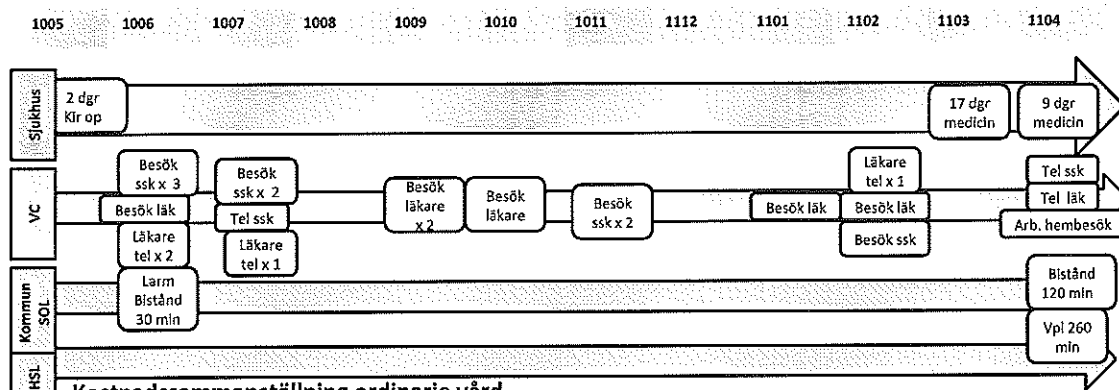 1005 1006 1007 1008 1009 1010 1011 1112 1101 1102 1103 1104
Sjukhus
2 dgr
Kir op
17 dgr
medicin
9 dgr
medicin
VC
Besök
ssk x 3
Besök läk
Läkare
tel x 2
Besök
ssk x 2
Tel ssk
Läkare
tel x 1
Besök
läkare
x 2
Besök
läkare
Besök
ssk x 2
Besök läk
Läkare
tel x 1
Besök läk
Besök ssk
Tel ssk
Tel läk
Arb. hembesök
Kommun
SOL
Larm
Bistånd
30 min
Bistånd
120 min
Vpl 260
min
HSL
Kostnadssammanställning ordinarie vård